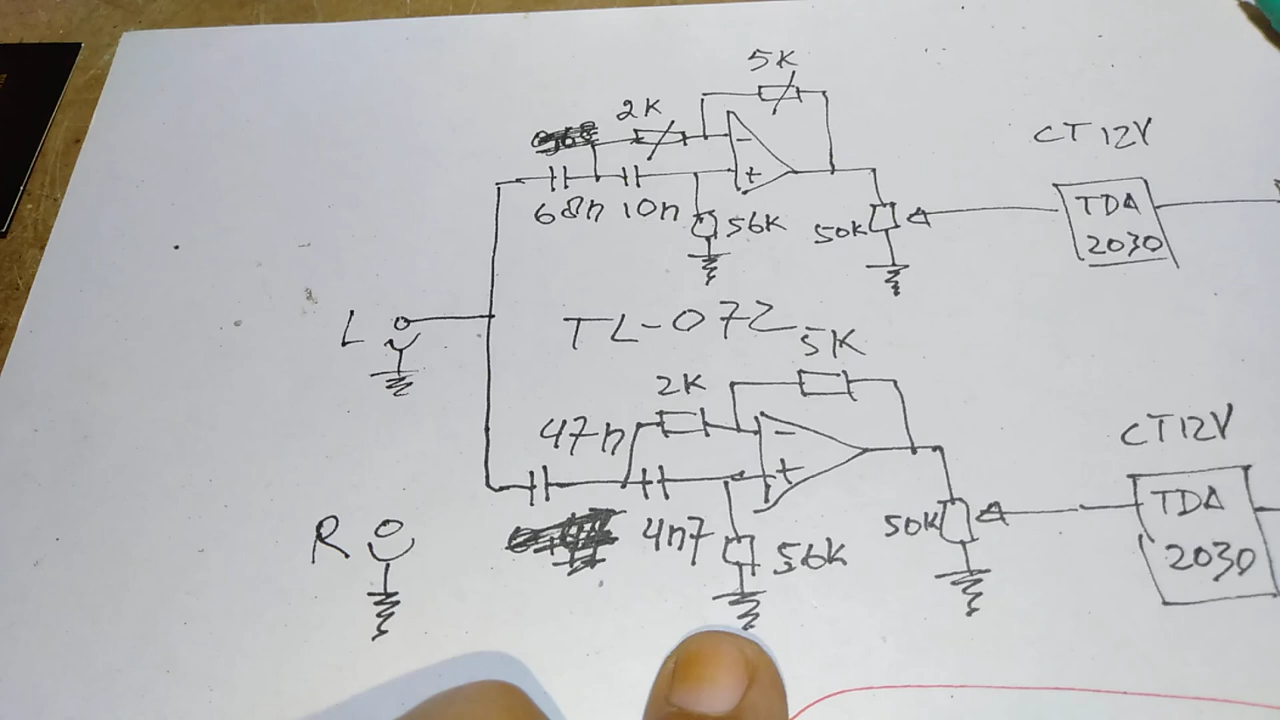 5K
2K
CT 12V
68n 10n
56K
50K
TDA
2030
L
TL-072
5K
2K
47n
CT12V
R
4n7
56K
50K
TDA
2030
-
+
-
+